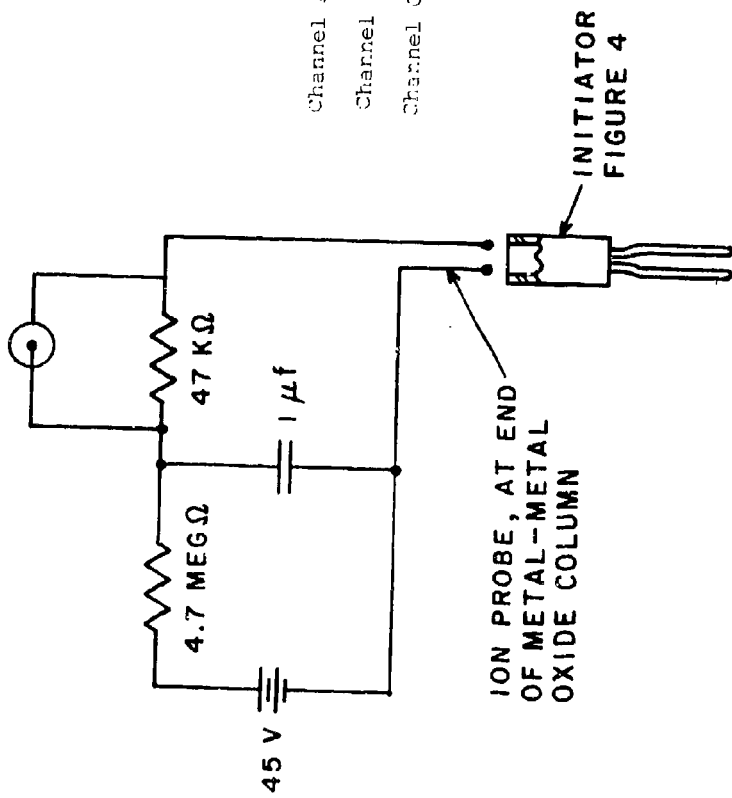 Channel
Channel
Channel
47 KΩ
4.7 MEGΩ
1 μf
45 V
ION PROBE, AT END
OF METAL-METAL
OXIDE COLUMN
INITIATOR
FIGURE 4